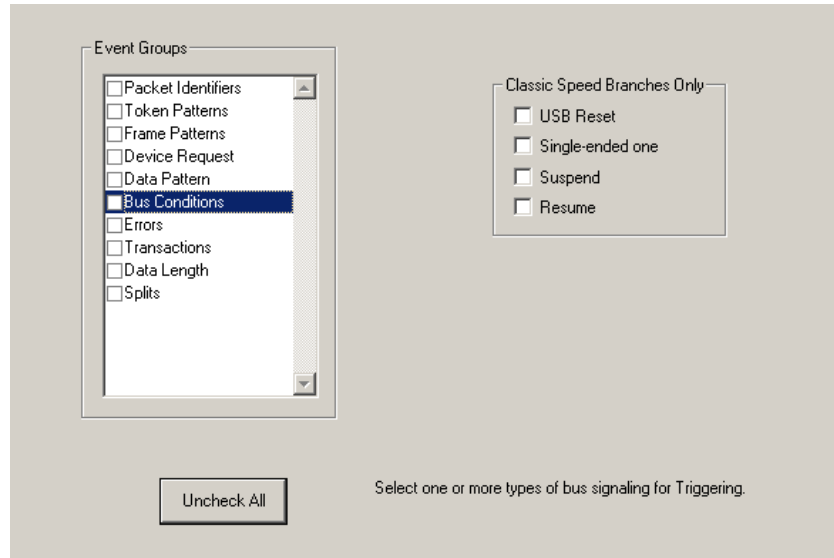 Event Groups
Packet Identifiers
Token Patterns
Frame Patterns
Device Request
Data Pattern
Bus Conditions
Errors
Transactions
Data Length
Splits
Classic Speed Branches Only
USB Reset
Single-ended one
Suspend
Resume
Uncheck All
Select one or more types of bus signaling for Triggering.